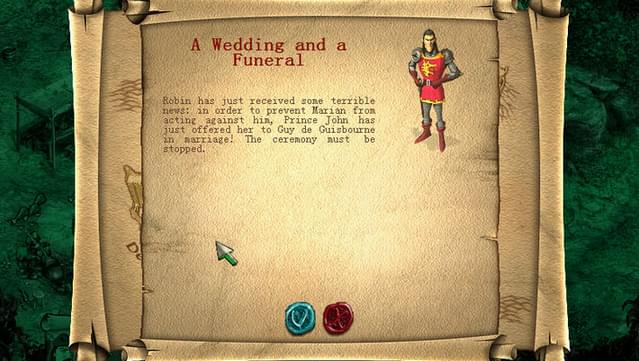 A Wedding and a
Funeral
Robin has just received some terrible
news: in order to prevent Marian from
acting against him, Prince John has
just offered her to Guy de Guisbourne
in marriage! The ceremony must be
stopped.